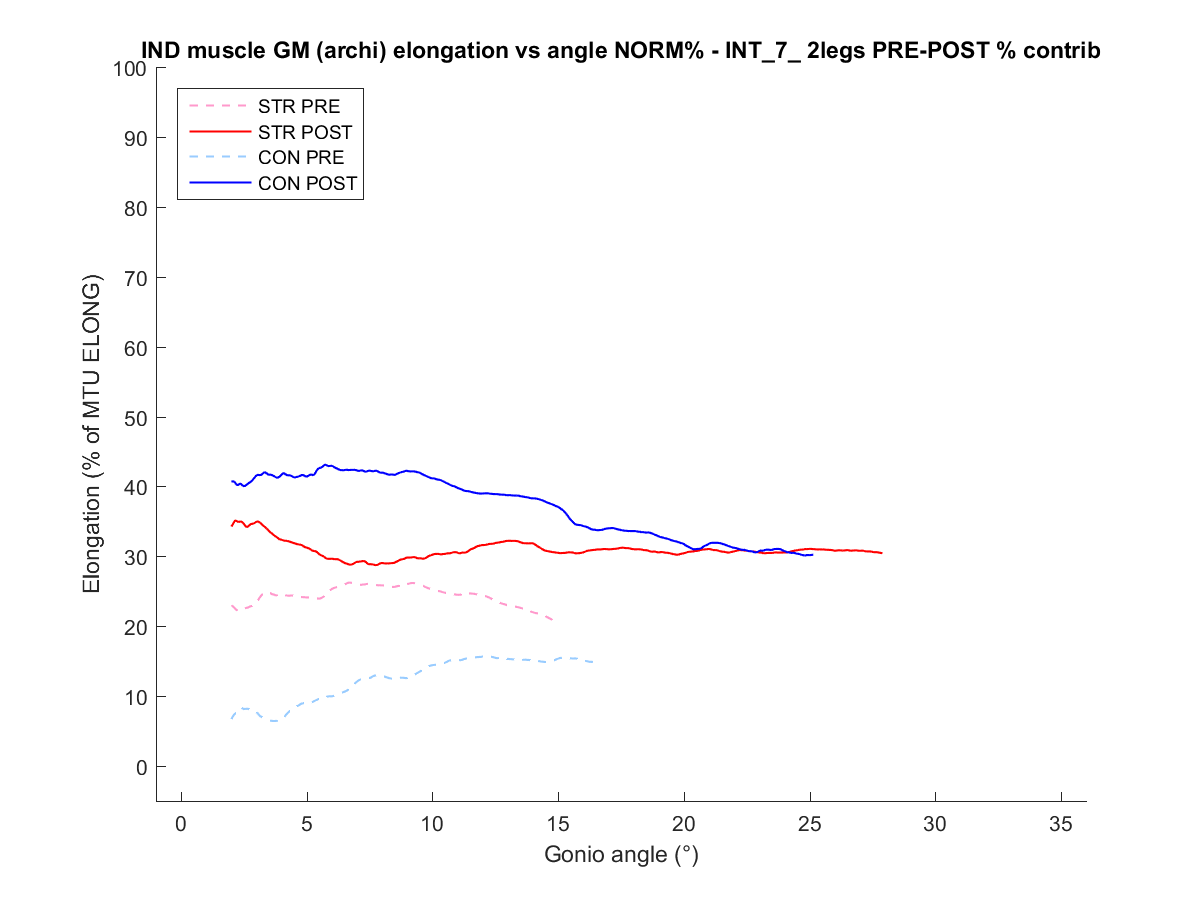 IND muscle GM (archi) elongation vs angle NORM% - INT_7_ 2legs PRE-POST % contrib
100
90
80
70
60
50
40
30
20
10
0
Elongation (% of MTU ELONG)
STR PRE
STR POST
CON PRE
CON POST
0 5 10 15 20 25 30 35
Gonio angle (°)